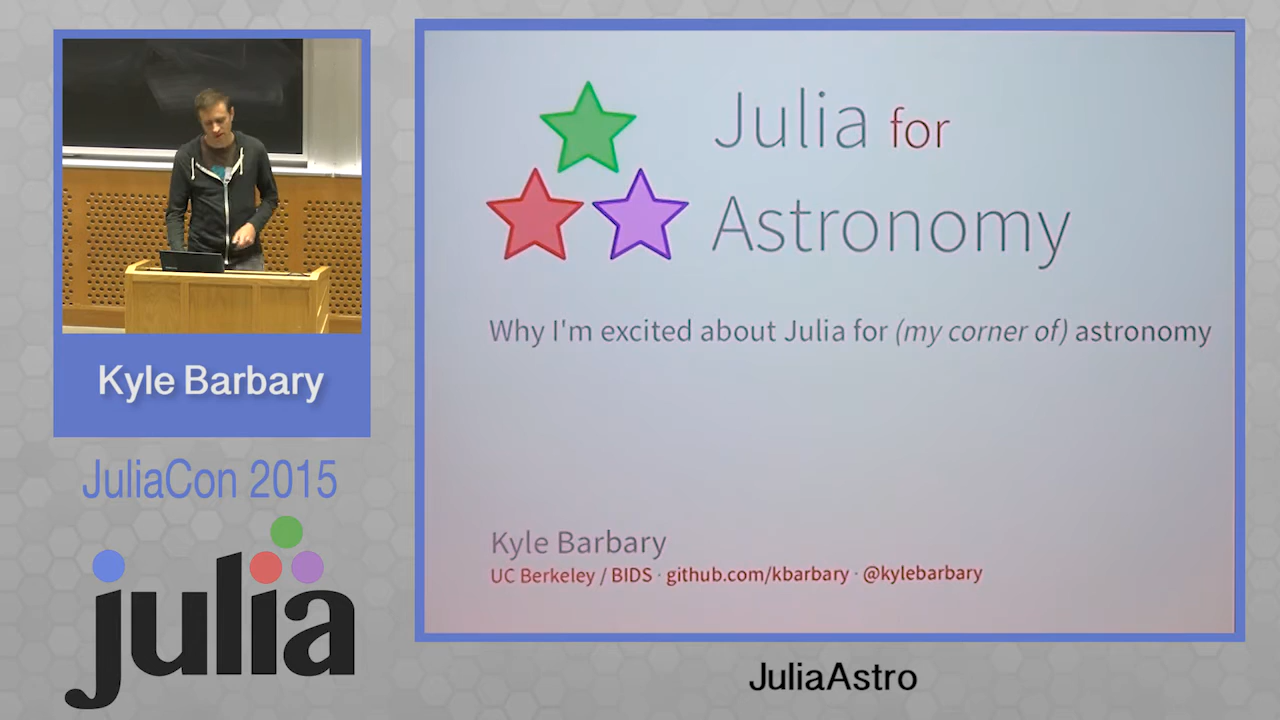 Kyle Barbary
JuliaCon 2015
julia
Julia for
Astronomy
Why I'm excited about Julia for (my corner of) astronomy
Kyle Barbary
UC Berkeley / BIDS · github.com/kbarbary · @kylebarbary
JuliaAstro